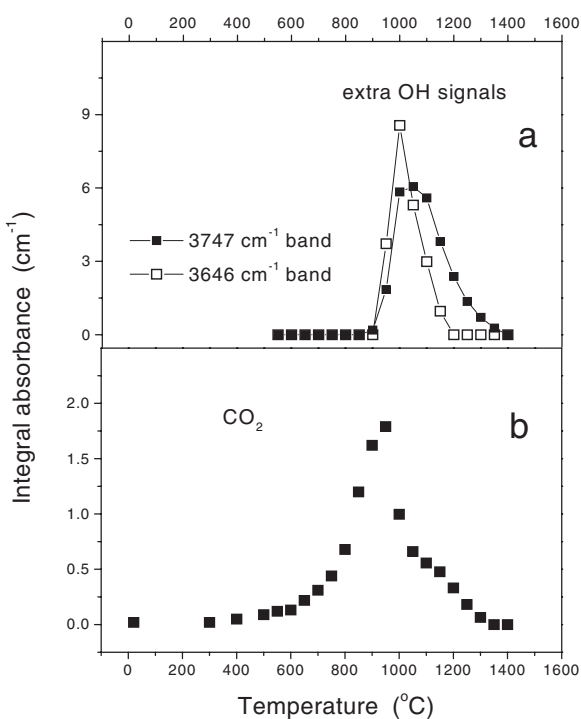 0 200 400 600 800 1000 1200 1400 1600
extra OH signals
a
9
6
3
0
3747 cm⁻¹ band
3646 cm⁻¹ band
Integral absorbance (cm⁻¹)
CO₂
b
2.0
1.5
1.0
0.5
0.0
0 200 400 600 800 1000 1200 1400 1600
Temperature (°C)